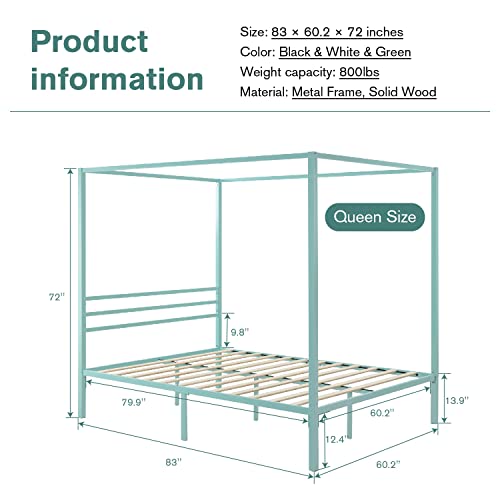 Product
information
Size: 83 × 60.2 × 72 inches
Color: Black & White & Green
Weight capacity: 800lbs
Material: Metal Frame, Solid Wood
Queen Size
72"
9.8"
79.9"
60.2"
13.9"
12.4"
83"
60.2"